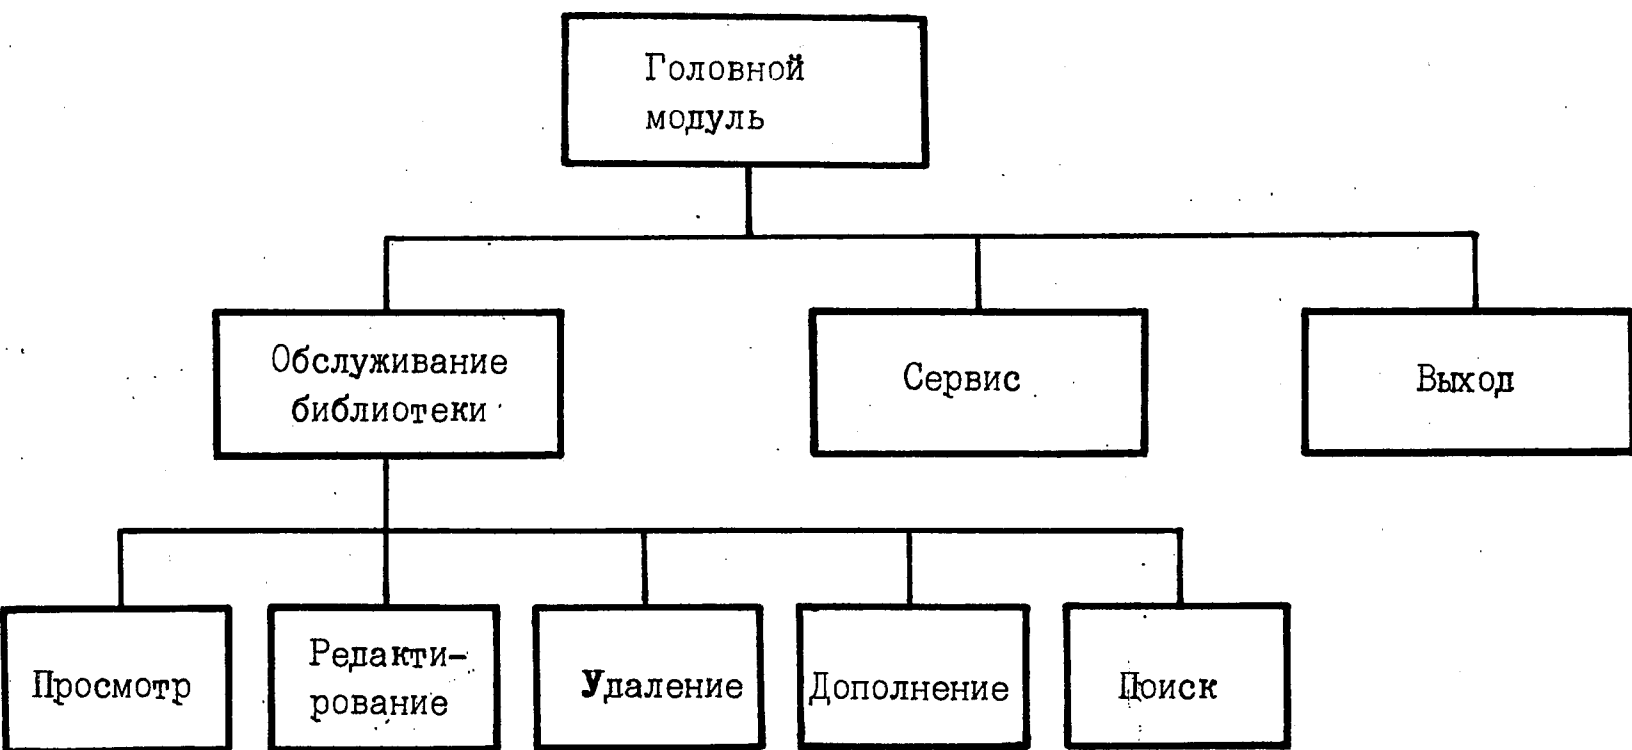 Головной
модуль
Обслуживание
библиотеки
Сервис
Выход
Просмотр
Редакти-
рование
Удаление
Дополнение
Поиск